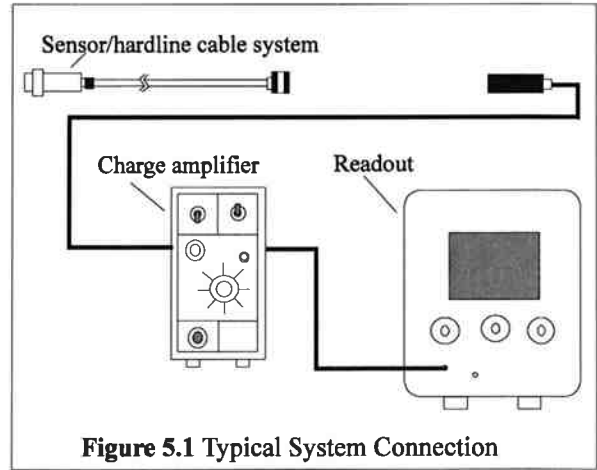 Sensor/hardline cable system
Charge amplifier
Readout
Figure 5.1 Typical System Connection